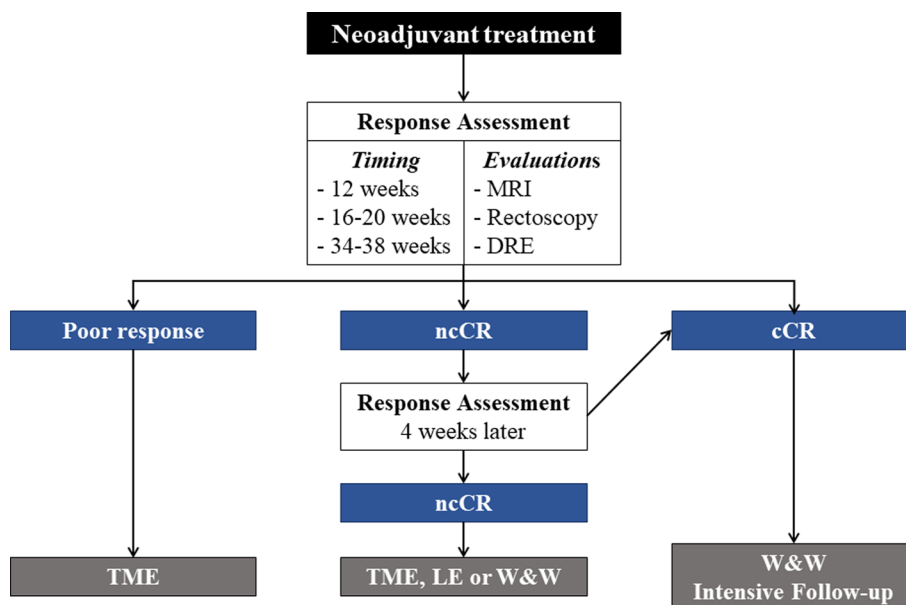 Neoadjuvant treatment
Response Assessment
Timing
- 12 weeks
- 16-20 weeks
- 34-38 weeks
Evaluations
- MRI
- Rectoscopy
- DRE
Poor response
ncCR
cCR
Response Assessment
4 weeks later
ncCR
TME
TME, LE or W&W
W&W
Intensive Follow-up